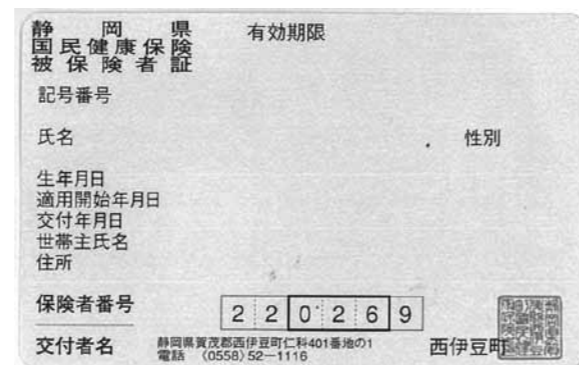 静岡県 有効期限
国民健康保険
被保険者証
記号番号
氏名 性別
生年月日
適用開始年月日
交付年月日
世帯主氏名
住所
保険者番号 220269
交付者名 静岡県賀茂郡西伊豆町仁科401番地の1 西伊豆町
電話 (0558)52-1116